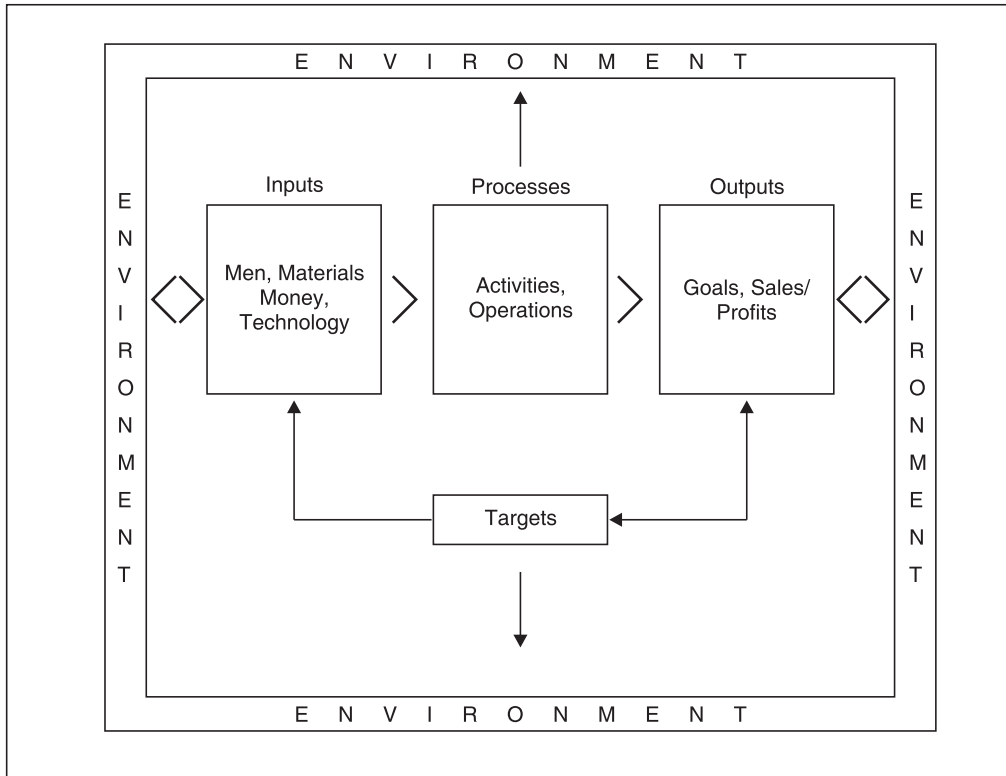 E N V I R O N M E N T
Inputs
Processes
Outputs
Men, Materials
Money,
Technology
Activities,
Operations
Goals, Sales/
Profits
Targets
E N V I R O N M E N T
E N V I R O N M E N T
E N V I R O N M E N T